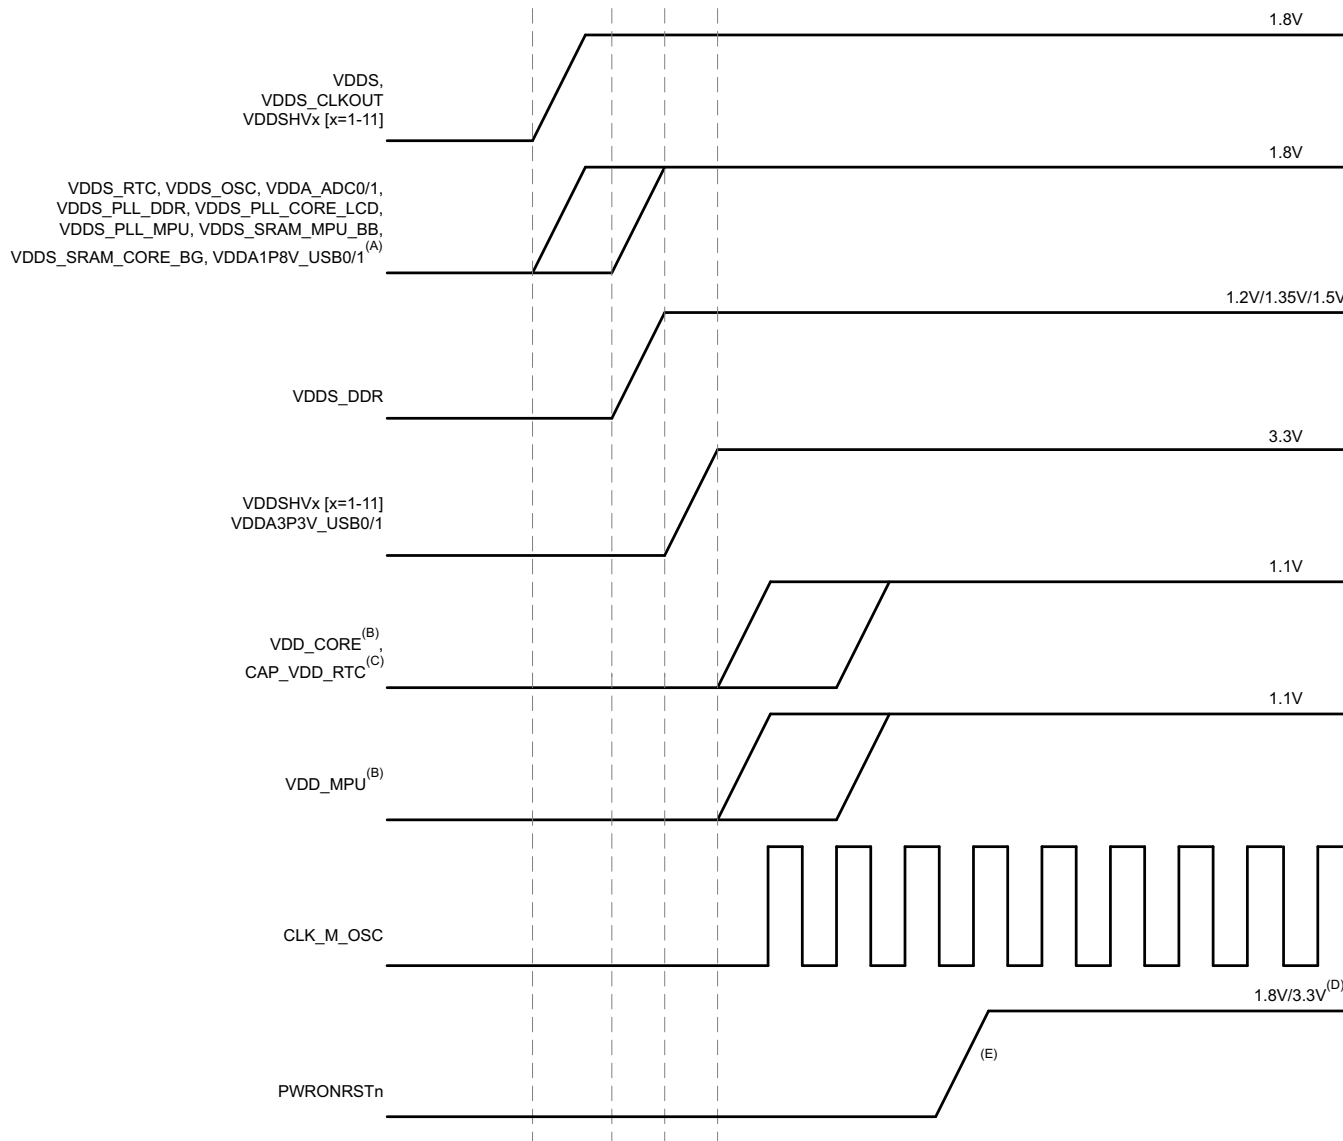 1.8V
VDDS,
VDDS_CLKOUT
VDDSHVx [x=1-11]
1.8V
VDDS_RTC, VDDS_OSC, VDDA_ADC0/1,
VDDS_PLL_DDR, VDDS_PLL_CORE_LCD,
VDDS_PLL_MPU, VDDS_SRAM_MPU_BB,
VDDS_SRAM_CORE_BG, VDDA1P8V_USB0/1(A)
1.2V/1.35V/1.5V
VDDS_DDR
3.3V
VDDSHVx [x=1-11]
VDDA3P3V_USB0/1
1.1V
VDD_CORE(B),
CAP_VDD_RTC(C)
1.1V
VDD_MPU(B)
CLK_M_OSC
1.8V/3.3V(D)
(E)
PWRONRSTn